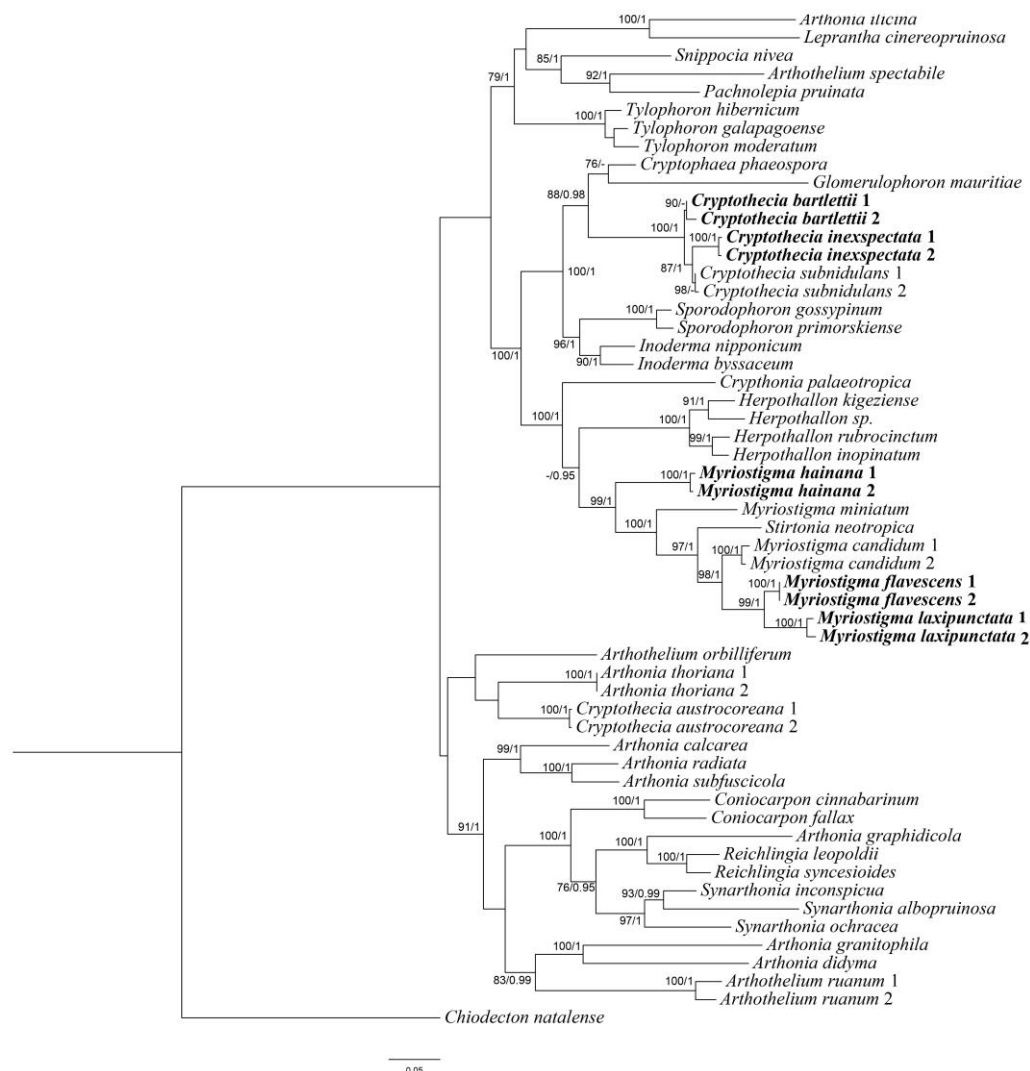 100/1
Arthonia ilicina
Leprantha cinereopruinosa
85/1
Snippocia nivea
79/1
92/1
Arthothelium spectabile
Pachnolepia pruinata
100/1
Tylophoron hibernicum
Tylophoron galapagoense
Tylophoron moderatum
76/-
Cryptophaea phaeospora
Glomerulophoron mauritiae
88/0.98
90/-
Cryptothecia bartlettii 1
Cryptothecia bartlettii 2
100/1
100/1
Cryptothecia inexspectata 1
Cryptothecia inexspectata 2
87/1
Cryptothecia subnidulans 1
98/-
Cryptothecia subnidulans 2
100/1
100/1
Sporodophoron gossypinum
Sporodophoron primorskiense
96/1
Inoderma nipponicum
90/1
Inoderma byssaceum
100/1
Crypthonia palaeotropica
91/1
Herpothallon kigeziense
100/1
100/1
Herpothallon sp.
99/1
Herpothallon rubrocinctum
Herpothallon inopinatum
-/0.95
100/1
Myriostigma hainana 1
Myriostigma hainana 2
99/1
Myriostigma miniatum
100/1
Stirtonia neotropica
97/1
100/1
Myriostigma candidum 1
Myriostigma candidum 2
98/1
100/1
Myriostigma flavescens 1
Myriostigma flavescens 2
99/1
100/1
Myriostigma laxipunctata 1
Myriostigma laxipunctata 2
Arthothelium orbilliferum
100/1
Arthonia thoriana 1
Arthonia thoriana 2
100/1
Cryptothecia austrocoreana 1
Cryptothecia austrocoreana 2
99/1
Arthonia calcarea
100/1
Arthonia radiata
Arthonia subfuscicola
91/1
100/1
Coniocarpon cinnabarinum
Coniocarpon fallax
100/1
100/1
Arthonia graphidicola
100/1
Reichlingia leopoldii
Reichlingia syncesioides
76/0.95
93/0.99
Synarthonia inconspicua
Synarthonia albopruinosa
97/1
Synarthonia ochracea
100/1
Arthonia granitophila
Arthonia didyma
83/0.99
100/1
Arthothelium ruanum 1
Arthothelium ruanum 2
Chiodecton natalense
0.05